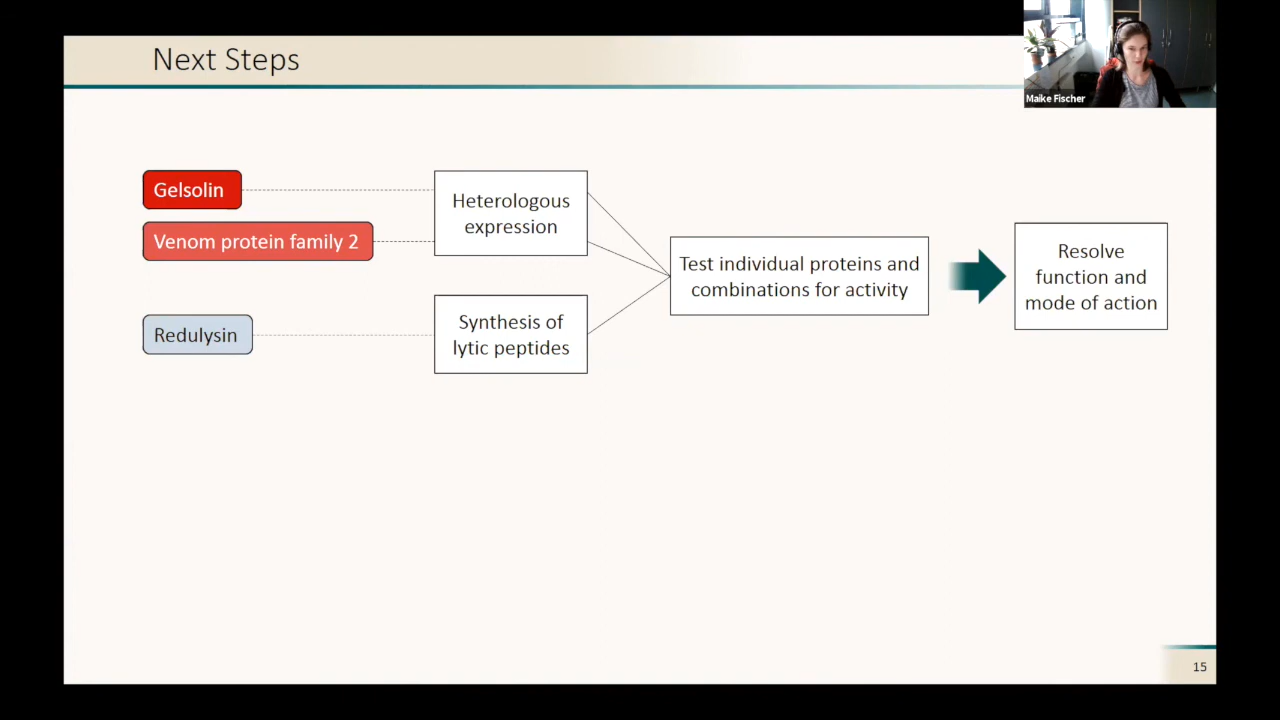 Next Steps
Maike Fischer
Gelsolin
Venom protein family 2
Redulysin
Heterologous
expression
Synthesis of
lytic peptides
Test individual proteins and
combinations for activity
Resolve
function and
mode of action
15